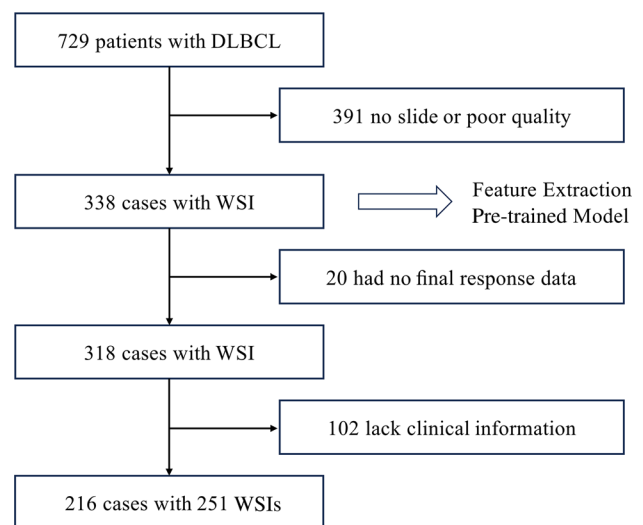 729 patients with DLBCL
391 no slide or poor quality
338 cases with WSI
Feature Extraction
Pre-trained Model
20 had no final response data
318 cases with WSI
102 lack clinical information
216 cases with 251 WSIs